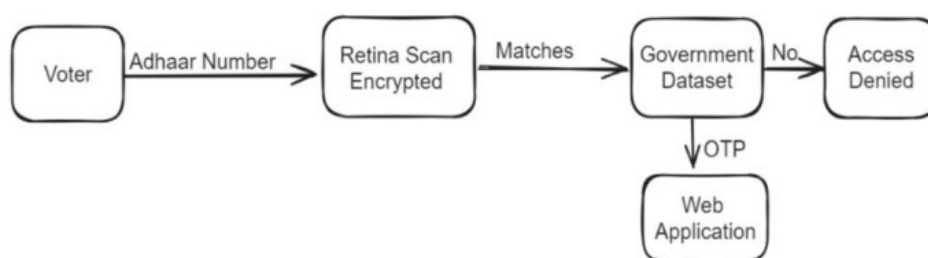 Voter
Adhaar Number
Retina Scan
Encrypted
Matches
Government
Dataset
No
Access
Denied
OTP
Web
Application